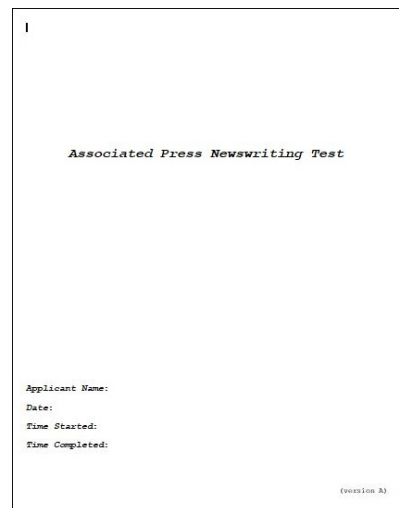 Associated Press Newswriting Test
Applicant Name:
Date:
Time Started:
Time Completed:
(version A)